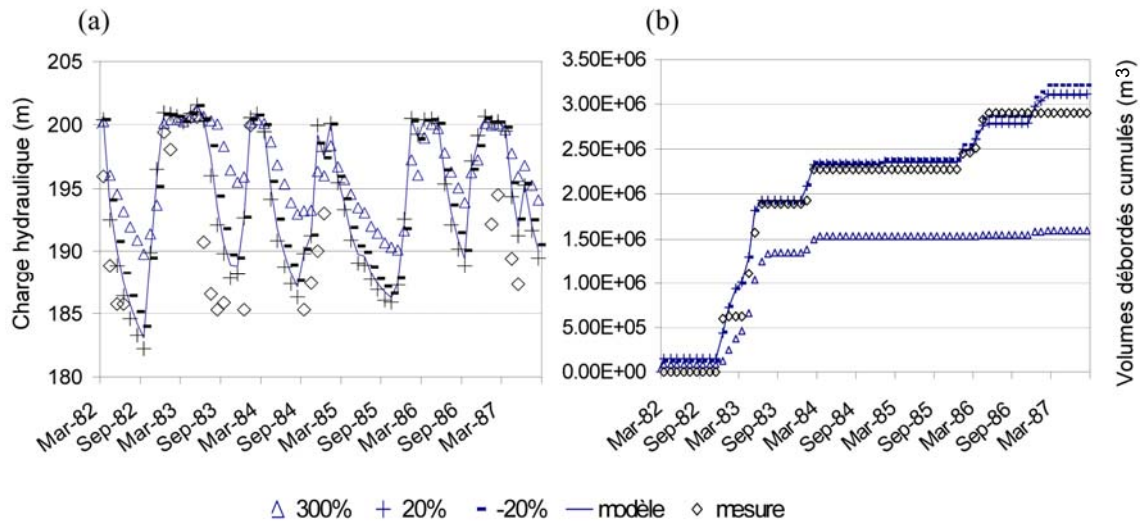 (a)
(b)
Charge hydraulique (m)
205
200
195
190
185
180
Mar-82
Sep-82
Mar-83
Sep-83
Mar-84
Sep-84
Mar-85
Sep-85
Mar-86
Sep-86
Mar-87
3.50E+06
3.00E+06
2.50E+06
2.00E+06
1.50E+06
1.00E+06
5.00E+05
0.00E+00
Mar-82
Sep-82
Mar-83
Sep-83
Mar-84
Sep-84
Mar-85
Sep-85
Mar-86
Sep-86
Mar-87
Volumes débordés cumulés (m³)
300%
20%
-20%
modèle
mesure